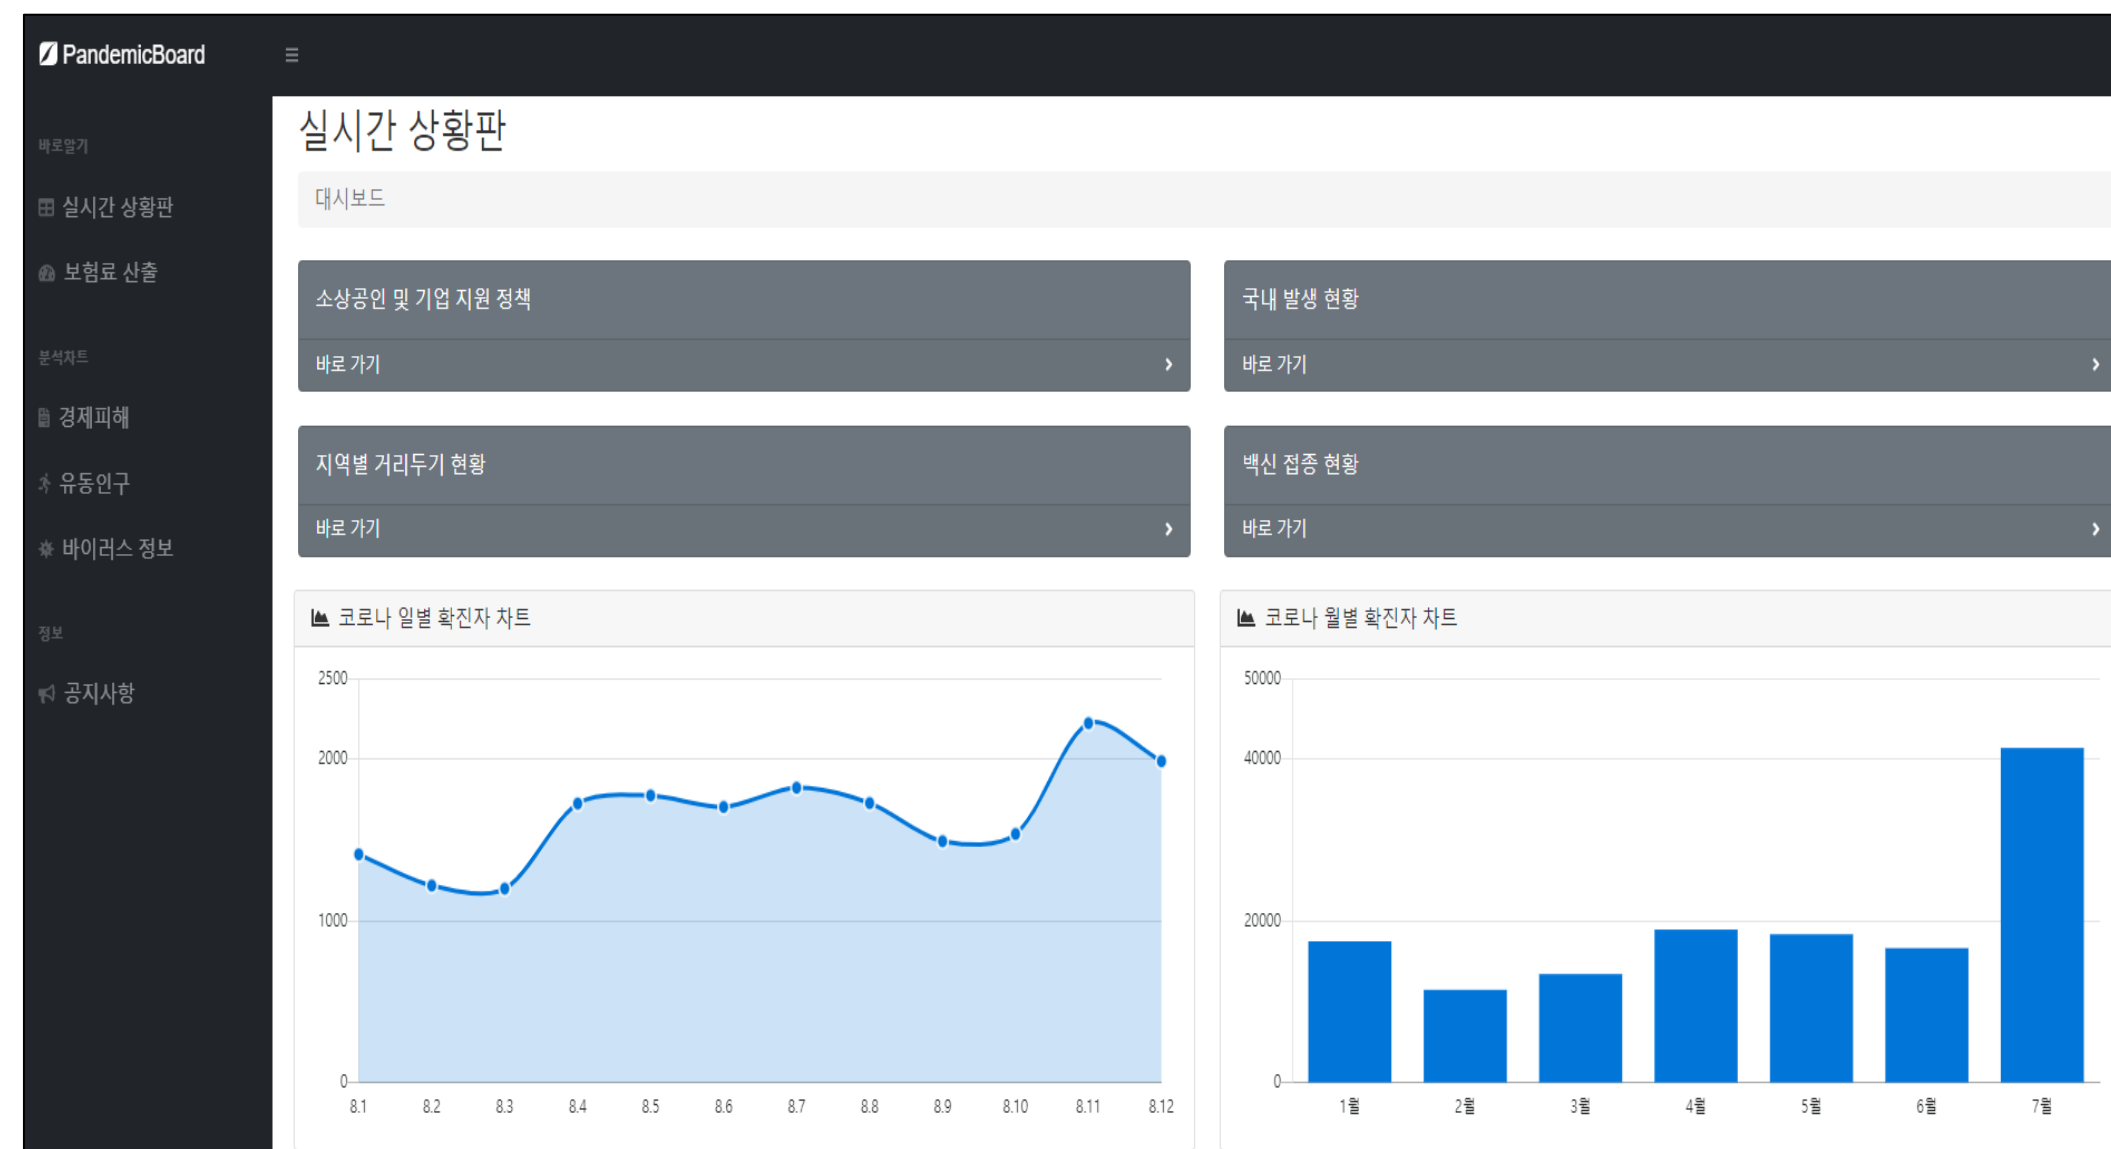 PandemicBoard
바로알기
실시간 상황판
보험료 산출
분석차트
경제피해
유동인구
바이러스 정보
정보
공지사항
실시간 상황판
대시보드
소상공인 및 기업 지원 정책
바로 가기
국내 발생 현황
바로 가기
지역별 거리두기 현황
바로 가기
백신 접종 현황
바로 가기
코로나 일별 확진자 차트
2500
2000
1000
0
8.1 8.2 8.3 8.4 8.5 8.6 8.7 8.8 8.9 8.10 8.11 8.12
코로나 월별 확진자 차트
50000
40000
20000
0
1월 2월 3월 4월 5월 6월 7월